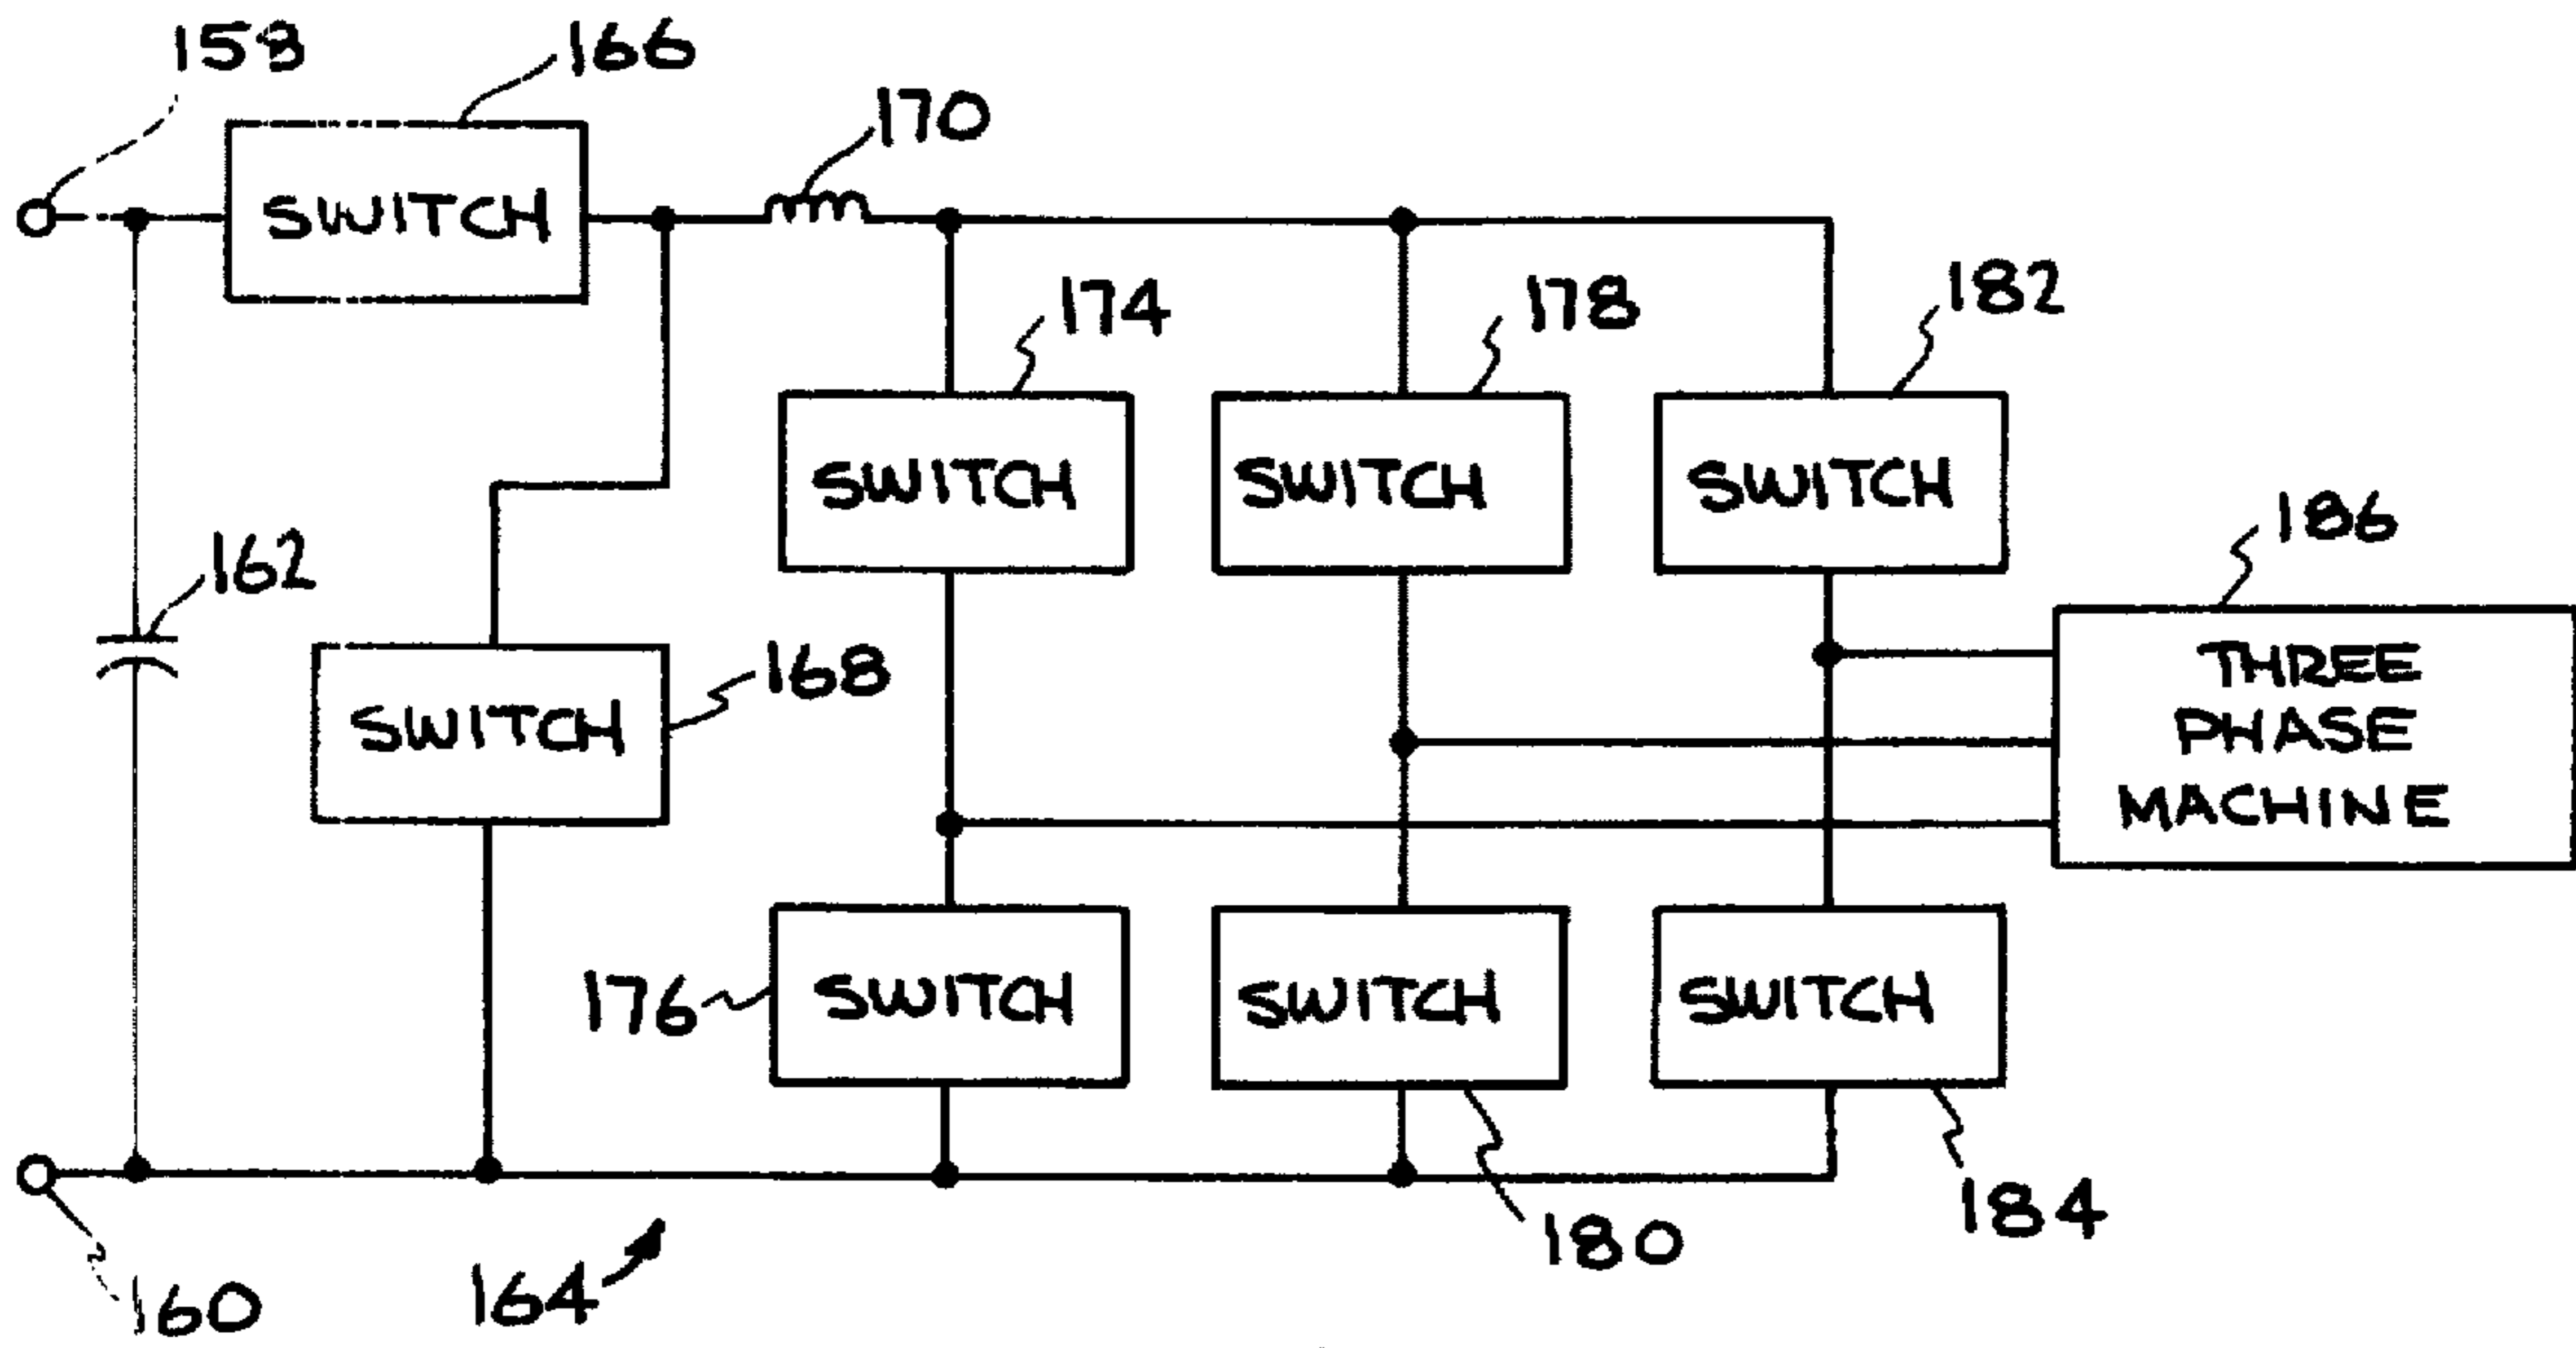 158
166
170
SWITCH
174
178
182
SWITCH
SWITCH
SWITCH
186
162
168
SWITCH
THREE
PHASE
MACHINE
176
SWITCH
SWITCH
SWITCH
160
164
180
184